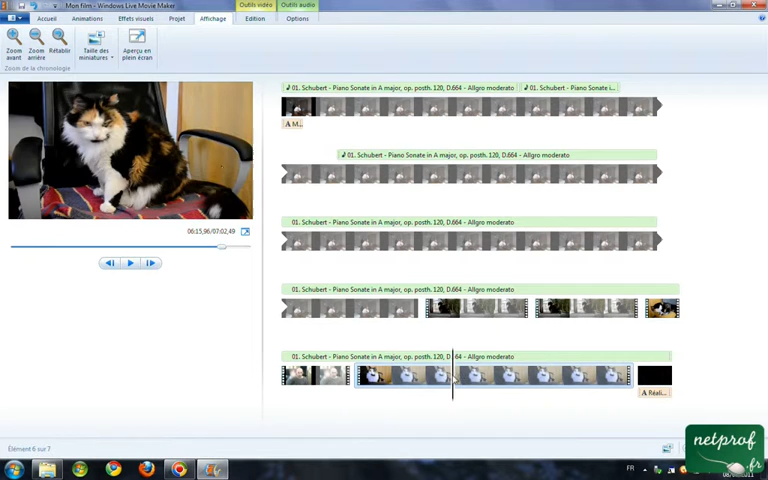 Mon film - Windows Live Movie Maker
Outils vidéo
Outils audio
Accueil
Animations
Effets visuels
Projet
Affichage
Edition
Options
Zoom avant
Zoom arrière
Rétablir
Taille des miniatures
Aperçu en plein écran
Zoom de la chronologie
01. Schubert - Piano Sonate in A major, op. posth. 120, D.664 - Allgro moderato
01. Schubert - Piano Sonate i...
A M...
01. Schubert - Piano Sonate in A major, op. posth. 120, D.664 - Allgro moderato
01. Schubert - Piano Sonate in A major, op. posth. 120, D.664 - Allgro moderato
06:15,96/07:02,49
01. Schubert - Piano Sonate in A major, op. posth. 120, D.664 - Allgro moderato
01. Schubert - Piano Sonate in A major, op. posth. 120, D.664 - Allgro moderato
A Réali...
Élément 6 sur 7
netprof
.fr
FR